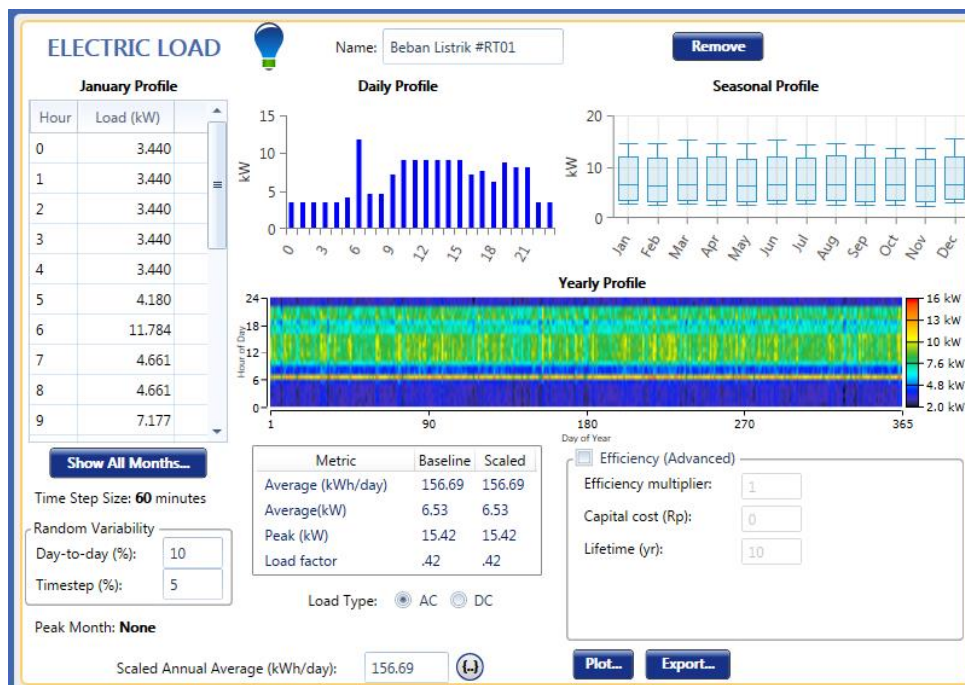 ELECTRIC LOAD
Name: Beban Listrik #RT01
Remove
January Profile
Hour Load (kW)
0 3.440
1 3.440
2 3.440
3 3.440
4 3.440
5 4.180
6 11.784
7 4.661
8 4.661
9 7.177
Show All Months...
Time Step Size: 60 minutes
Random Variability
Day-to-day (%): 10
Timestep (%): 5
Peak Month: None
Scaled Annual Average (kWh/day): 156.69 {..}
Daily Profile
kW
15
10
5
0
0 3 6 9 12 15 18 21
Seasonal Profile
kW
20
10
0
Jan Feb Mar Apr May Jun Jul Aug Sep Oct Nov Dec
Yearly Profile
Hour of Day
24
18
12
6
0
1 90 180 270 365
Day of Year
16 kW
13 kW
10 kW
7.6 kW
4.8 kW
2.0 kW
Metric Baseline Scaled
Average (kWh/day) 156.69 156.69
Average(kW) 6.53 6.53
Peak (kW) 15.42 15.42
Load factor .42 .42
Load Type: AC DC
Efficiency (Advanced)
Efficiency multiplier: 1
Capital cost (Rp): 0
Lifetime (yr): 10
Plot... Export...